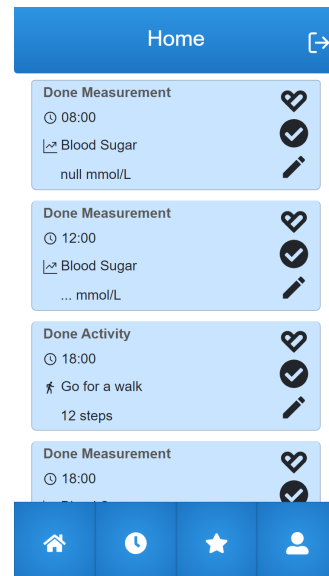 Home
Done Measurement
08:00
Blood Sugar
null mmol/L
Done Measurement
12:00
Blood Sugar
... mmol/L
Done Activity
18:00
Go for a walk
12 steps
Done Measurement
18:00